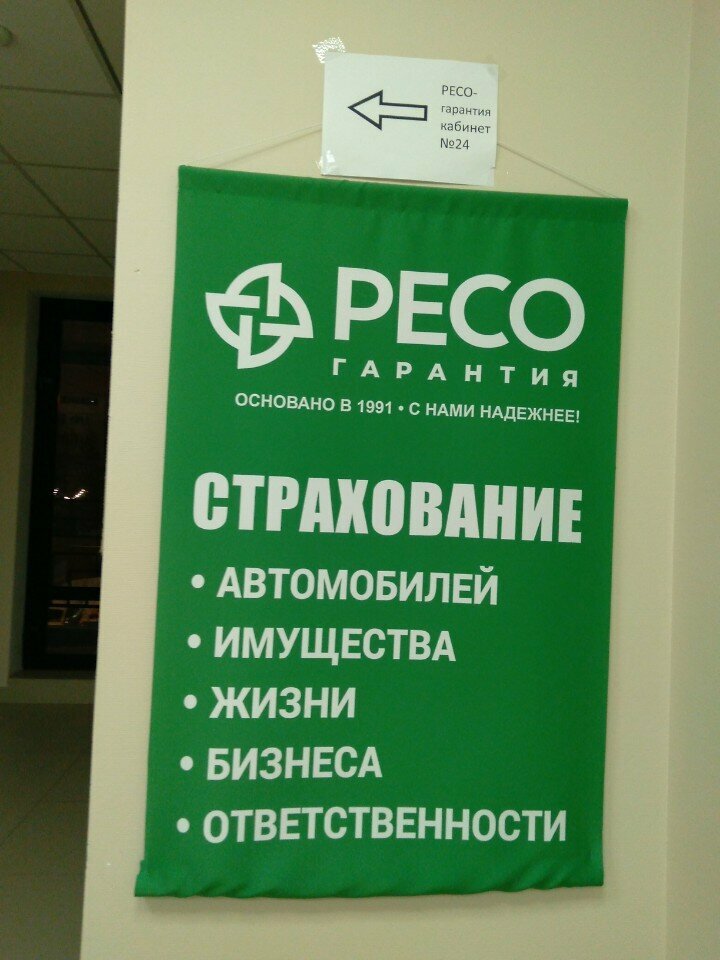 РЕСО-
гарантия
кабинет
№24
РЕСО
ГАРАНТИЯ
ОСНОВАНО В 1991 • С НАМИ НАДЕЖНЕЕ!
СТРАХОВАНИЕ
• АВТОМОБИЛЕЙ
• ИМУЩЕСТВА
• ЖИЗНИ
• БИЗНЕСА
• ОТВЕТСТВЕННОСТИ